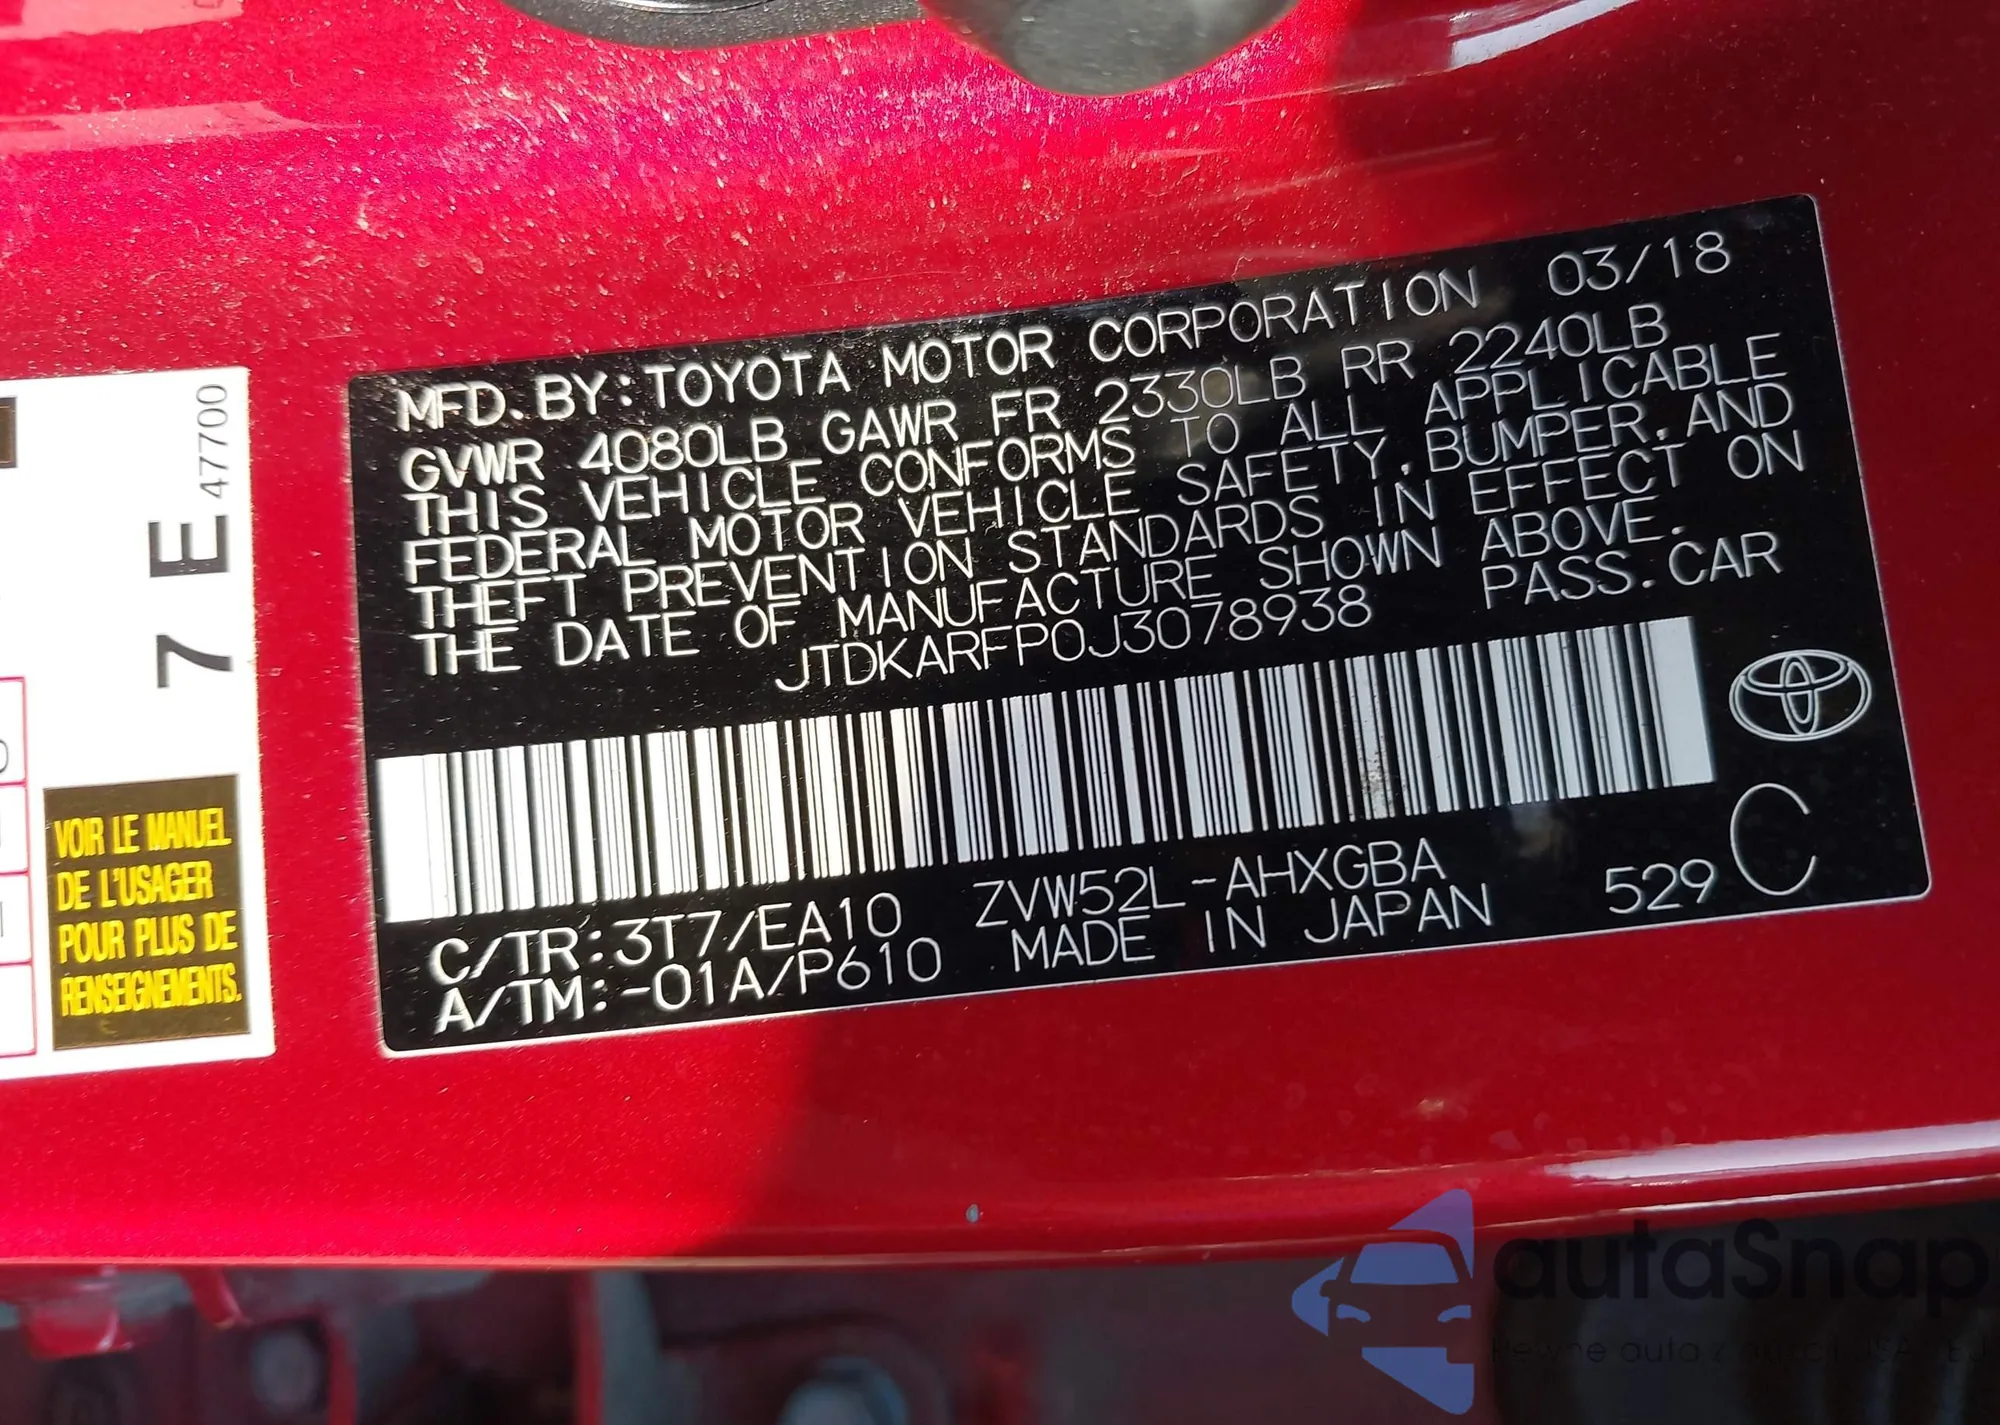 MFD. BY: TOYOTA MOTOR CORPORATION 03/18
GVWR 4080LB GAWR FR 2330LB RR 2240LB
THIS VEHICLE CONFORMS TO ALL APPLICABLE
FEDERAL MOTOR VEHICLE SAFETY, BUMPER, AND
THEFT PREVENTION STANDARDS IN EFFECT ON
THE DATE OF MANUFACTURE SHOWN ABOVE.
JTDKARFP0J3078938 PASS. CAR
C/TR: 3T7/EA10 ZVW52L-AHXGBA
A/TM: -01A/P610 MADE IN JAPAN 529 C
7 E 47700
VOIR LE MANUEL
DE L'USAGER
POUR PLUS DE
RENSEIGNEMENTS.
autaSnap